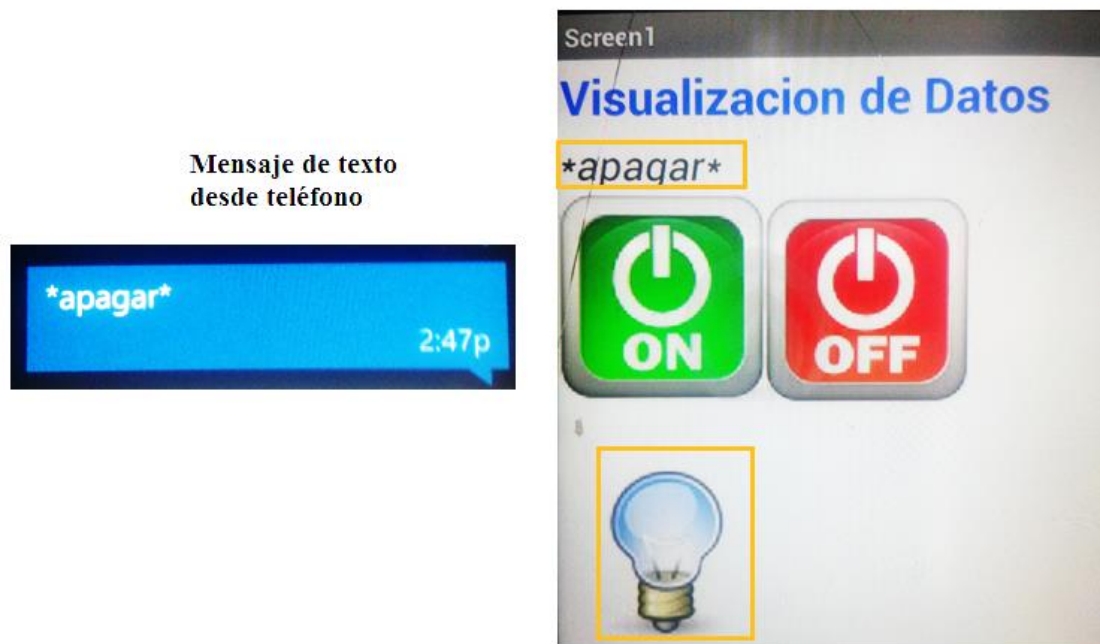 Mensaje de texto
desde teléfono
*apagar*
2:47p
Screen1
Visualizacion de Datos
*apagar*
ON
OFF